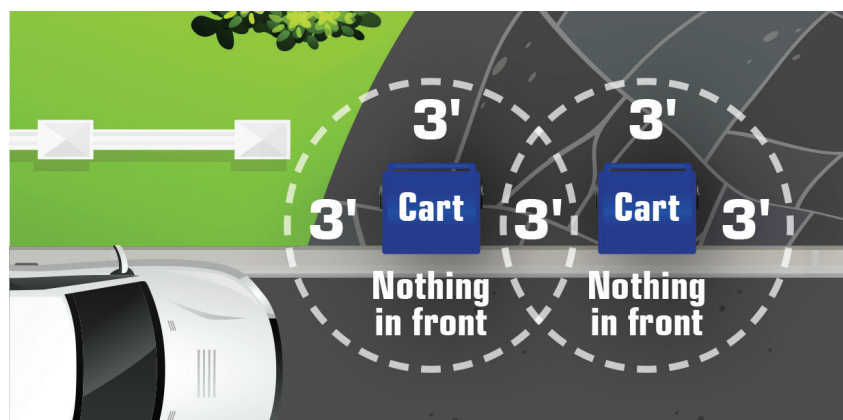 3' 3'
Cart Cart
3' 3' 3'
Nothing Nothing
in front in front